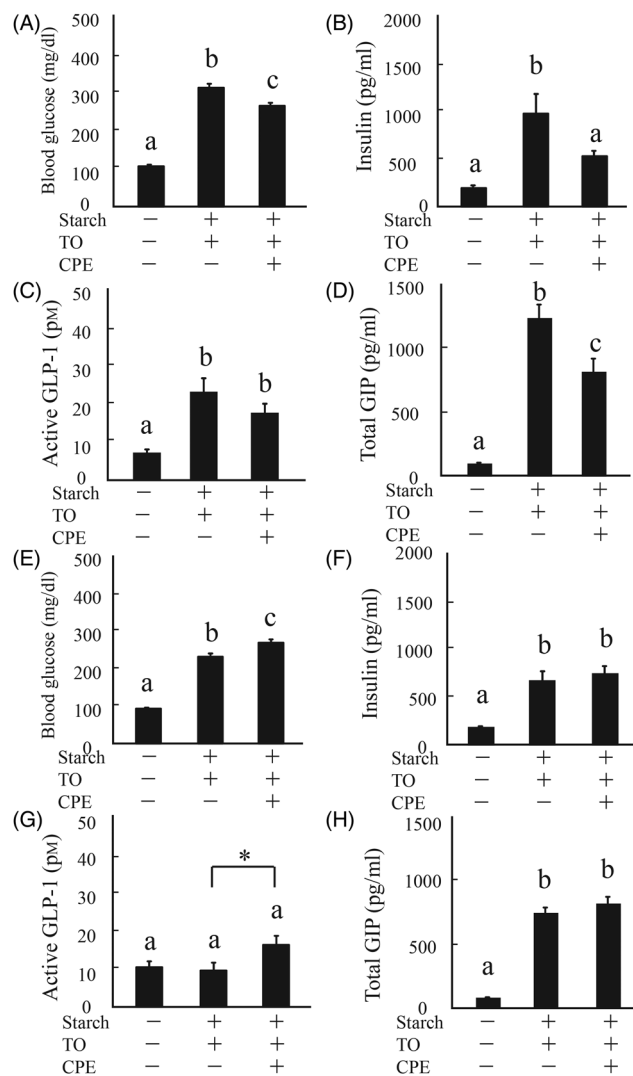 (A)
Blood glucose (mg/dl)
500
400
300
200
100
0
a
b
c
Starch − + +
TO − + +
CPE − − +
(B)
Insulin (pg/ml)
2000
1500
1000
500
0
a
b
a
− + +
− + +
− − +
(C)
Active GLP-1 (pM)
50
40
30
20
10
0
a
b
b
Starch − + +
TO − + +
CPE − − +
(D)
Total GIP (pg/ml)
1500
1000
500
0
a
b
c
Starch − + +
TO − + +
CPE − − +
(E)
Blood glucose (mg/dl)
500
400
300
200
100
0
a
b
c
Starch − + +
TO − + +
CPE − − +
(F)
Insulin (pg/ml)
2000
1500
1000
500
0
a
b
b
Starch − + +
TO − + +
CPE − − +
(G)
Active GLP-1 (pM)
50
40
30
20
10
0
*
a
a
a
Starch − + +
TO − + +
CPE − − +
(H)
Total GIP (pg/ml)
1500
1000
500
0
a
b
b
Starch − + +
TO − + +
CPE − − +